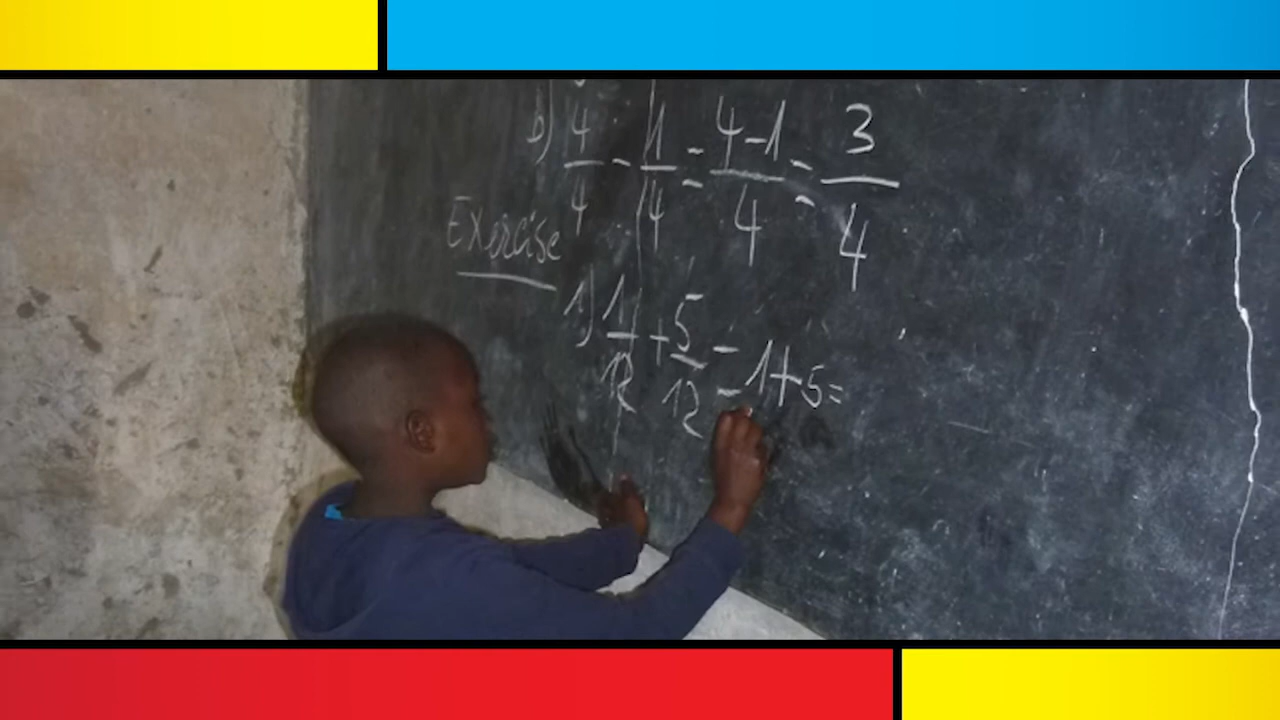 b) 4/4 - 1/4 = 4-1/4 = 3/4
Exercise
1) 1/12 + 5/12 = 1+5=